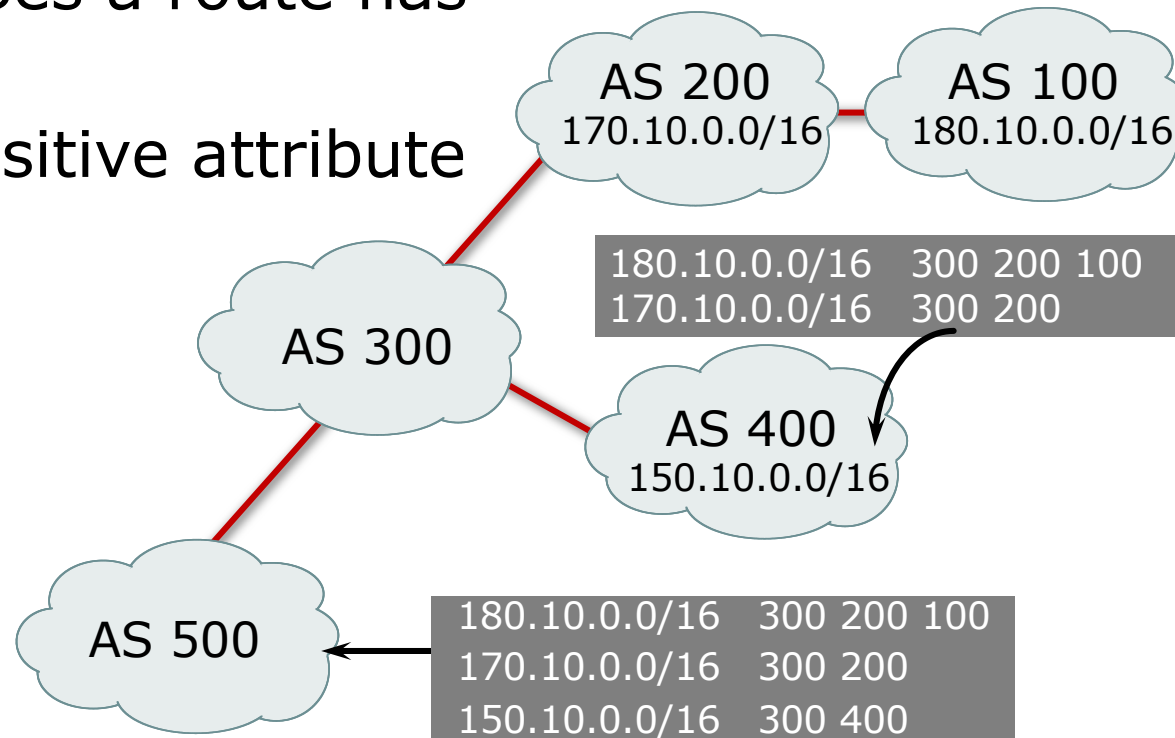 a route has
sitive attribute
AS 200
170.10.0.0/16
AS 100
180.10.0.0/16
180.10.0.0/16 300 200 100
170.10.0.0/16 300 200
AS 300
AS 400
150.10.0.0/16
AS 500
180.10.0.0/16 300 200 100
170.10.0.0/16 300 200
150.10.0.0/16 300 400